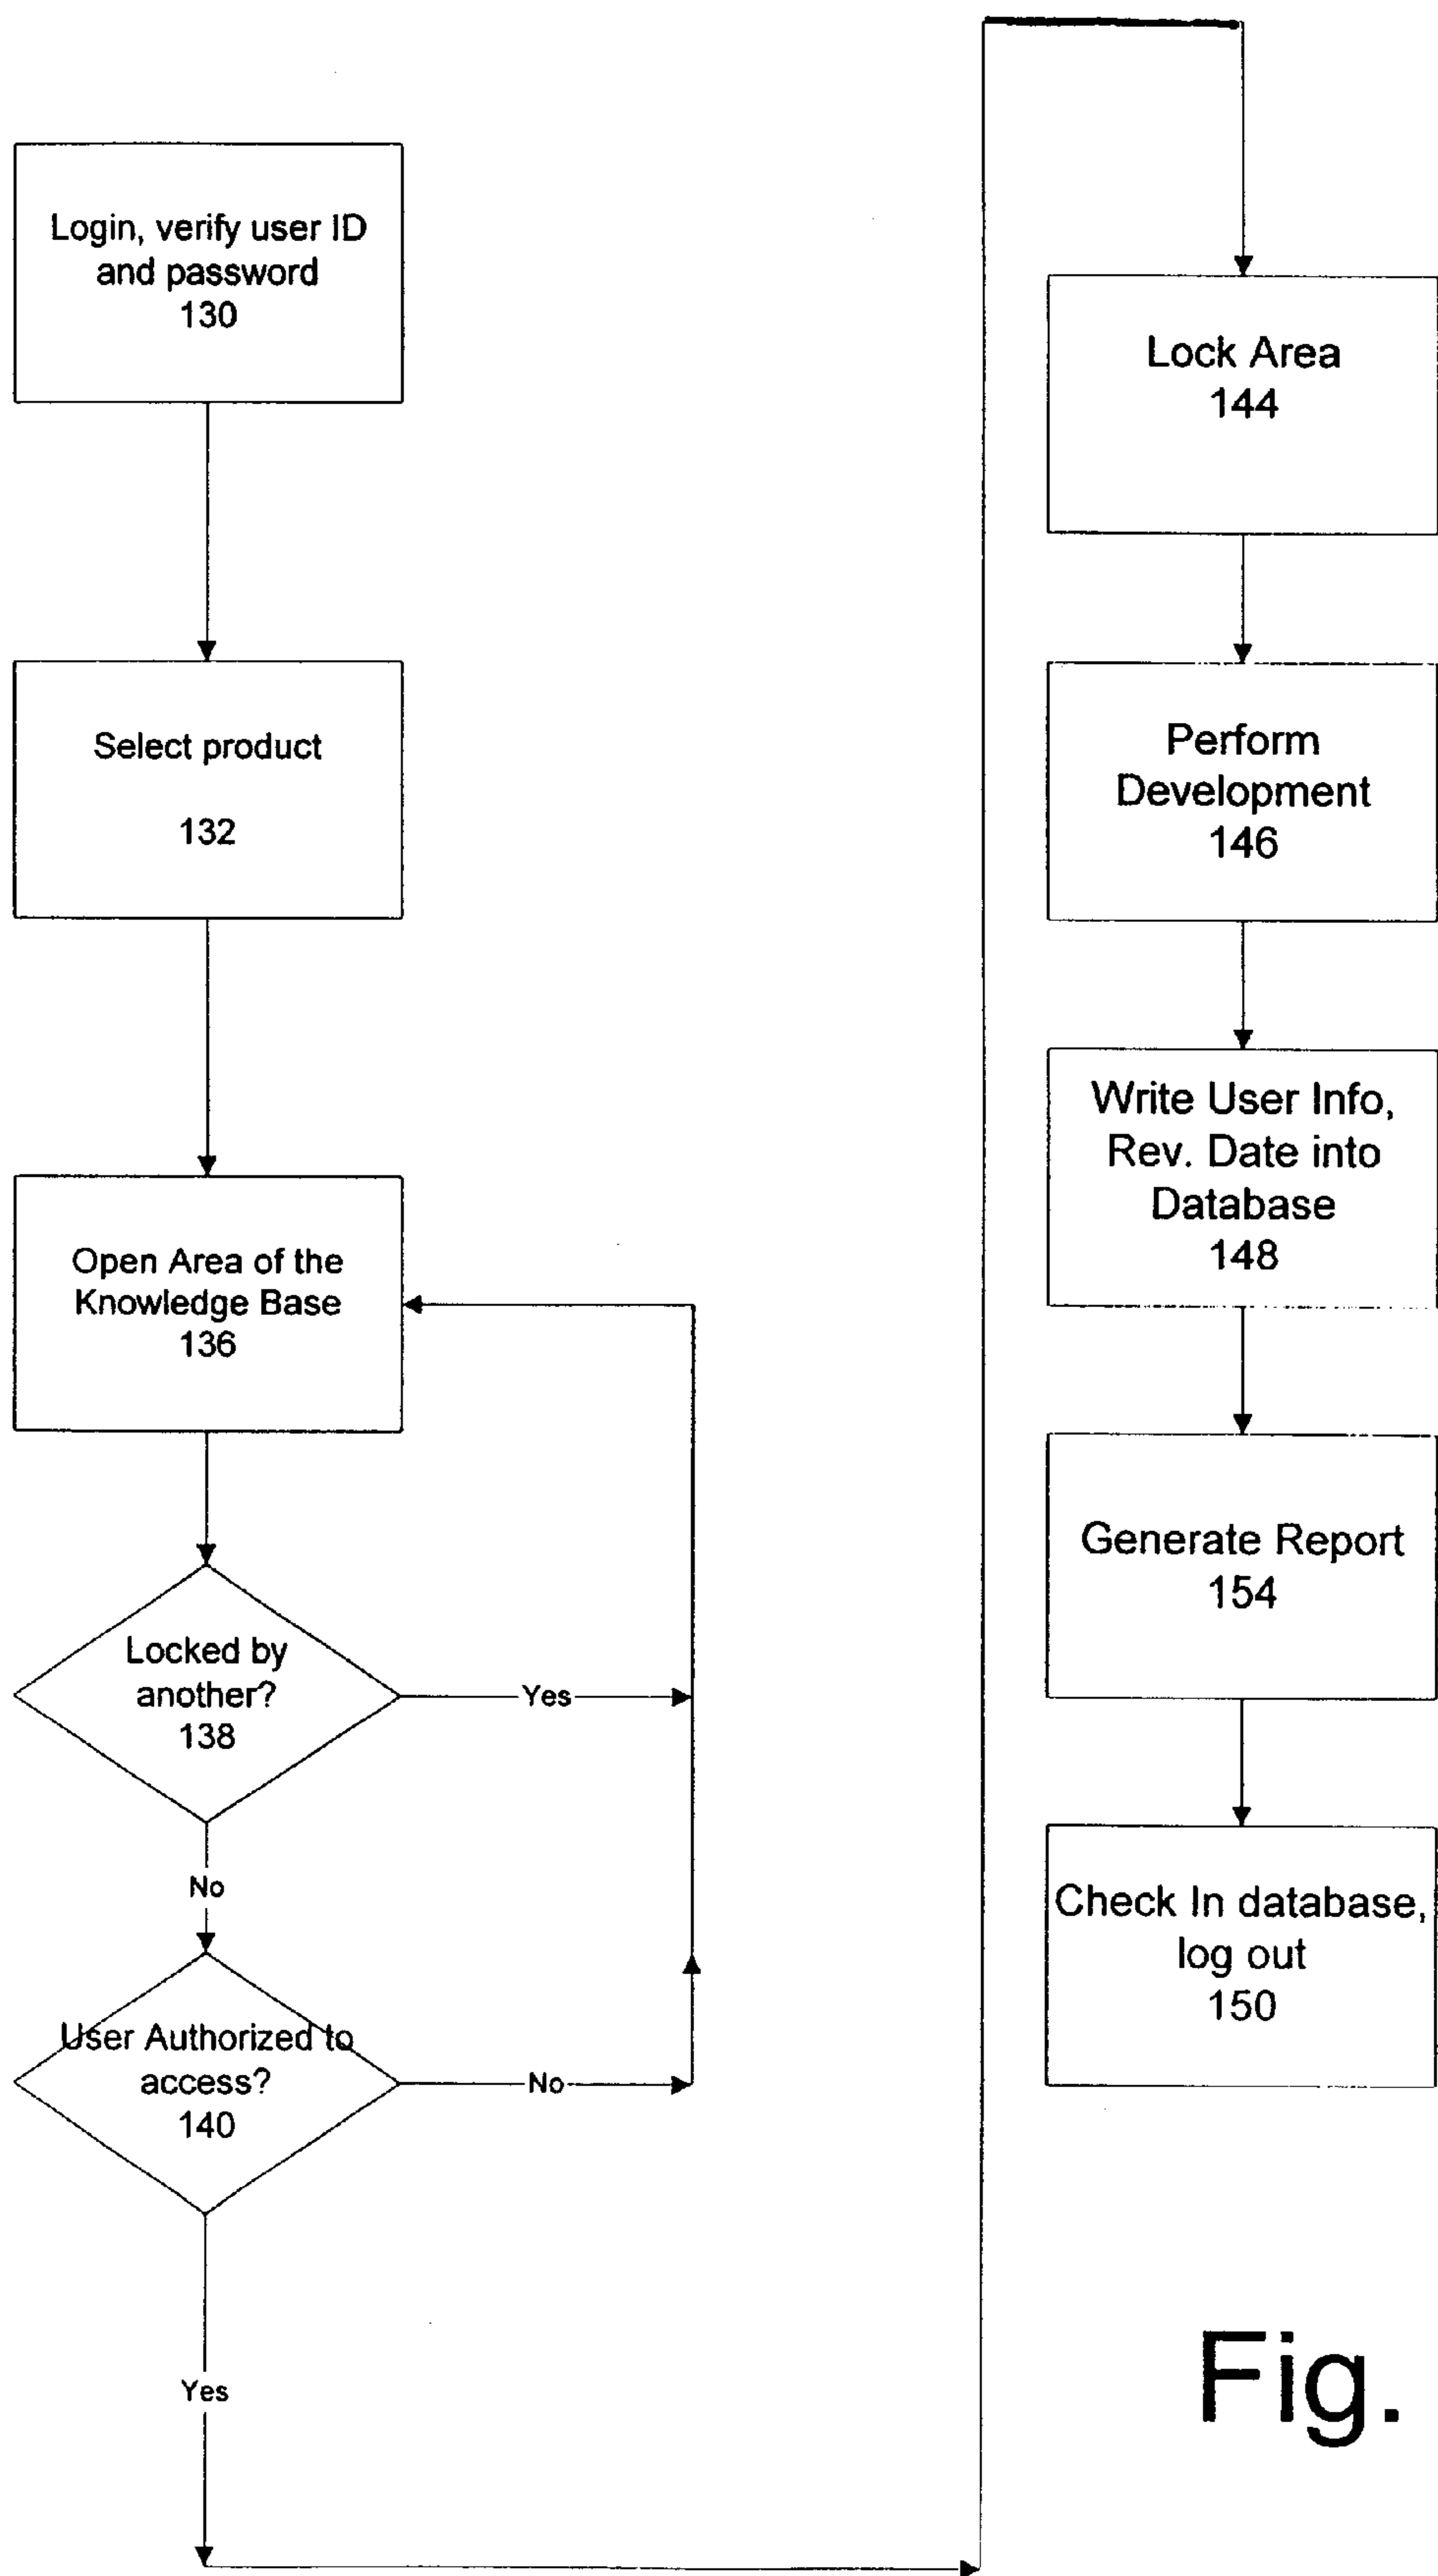 Login, verify user ID
and password
130
Select product
132
Open Area of the
Knowledge Base
136
Locked by
another?
138
Yes
No
User Authorized to
access?
140
No
Yes
Lock Area
144
Perform
Development
146
Write User Info,
Rev. Date into
Database
148
Generate Report
154
Check In database,
log out
150
Fig.